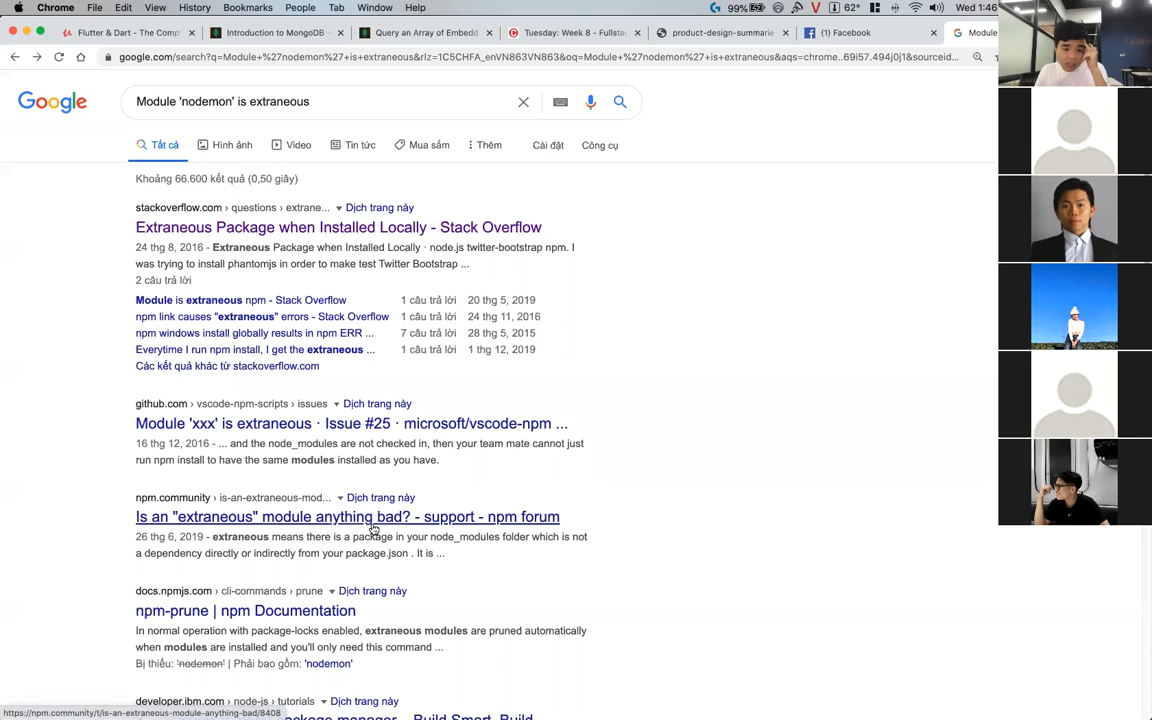 Chrome File Edit View History Bookmarks People Tab Window Help 99% 62° Wed 1:46
Flutter & Dart - The Comp
Introduction to MongoDB –
Query an Array of Embedd
Tuesday: Week 8 - Fullsta
product-design-summarie
(1) Facebook
Module
google.com/search?q=Module+%27nodemon%27+is+extraneous&rlz=1C5CHFA_enVN863VN863&oq=Module+%27nodemon%27+is+extraneous&aqs=chrome..69i57.494j0j1&sourceid...
Google
Module 'nodemon' is extraneous
Tất cả Hình ảnh Video Tin tức Mua sắm Thêm Cài đặt Công cụ
Khoảng 66.600 kết quả (0,50 giây)
stackoverflow.com › questions › extrane... Dịch trang này
Extraneous Package when Installed Locally - Stack Overflow
24 thg 8, 2016 - Extraneous Package when Installed Locally · node.js twitter-bootstrap npm. I
was trying to install phantomjs in order to make test Twitter Bootstrap ...
2 câu trả lời
Module is extraneous npm - Stack Overflow 1 câu trả lời 20 thg 5, 2019
npm link causes "extraneous" errors - Stack Overflow 1 câu trả lời 24 thg 11, 2016
npm windows install globally results in npm ERR ... 7 câu trả lời 28 thg 5, 2015
Everytime I run npm install, I get the extraneous ... 1 câu trả lời 1 thg 12, 2019
Các kết quả khác từ stackoverflow.com
github.com › vscode-npm-scripts › issues Dịch trang này
Module 'xxx' is extraneous · Issue #25 · microsoft/vscode-npm ...
16 thg 12, 2016 - ... and the node_modules are not checked in, then your team mate cannot just
run npm install to have the same modules installed as you have.
npm.community › is-an-extraneous-mod... Dịch trang này
Is an "extraneous" module anything bad? - support - npm forum
26 thg 6, 2019 - extraneous means there is a package in your node_modules folder which is not
a dependency directly or indirectly from your package.json . It is ...
docs.npmjs.com › cli-commands › prune Dịch trang này
npm-prune | npm Documentation
In normal operation with package-locks enabled, extraneous modules are pruned automatically
when modules are installed and you'll only need this command ...
Bị thiếu: 'nodemon' | Phải bao gồm: 'nodemon'
developer.ibm.com › node-js › tutorials Dịch trang này
package manager – Build Smart. Build
https://npm.community/t/is-an-extraneous-module-anything-bad/8408